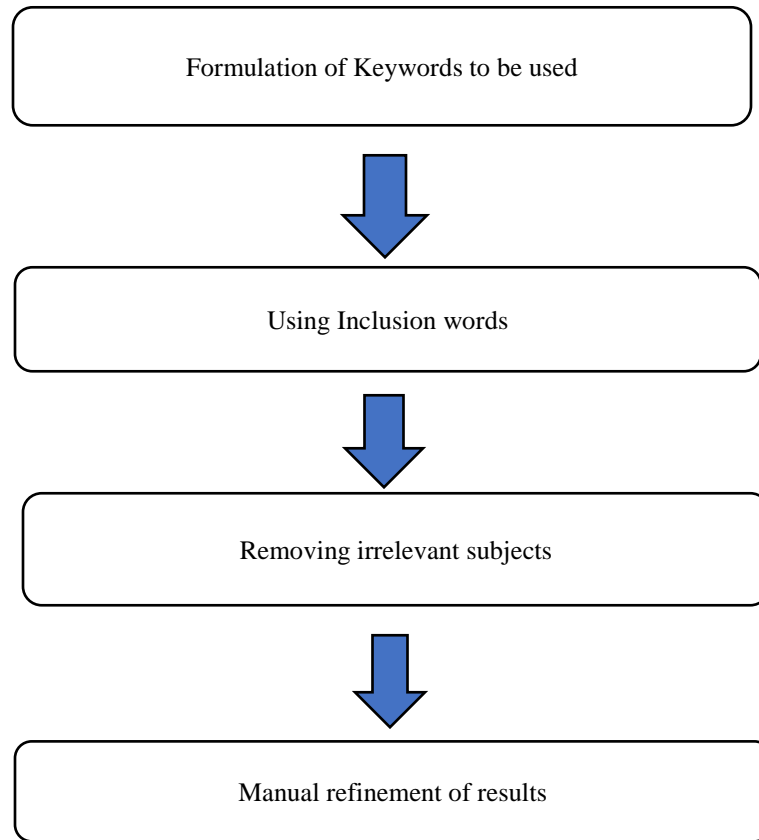 Formulation of Keywords to be used
Using Inclusion words
Removing irrelevant subjects
Manual refinement of results